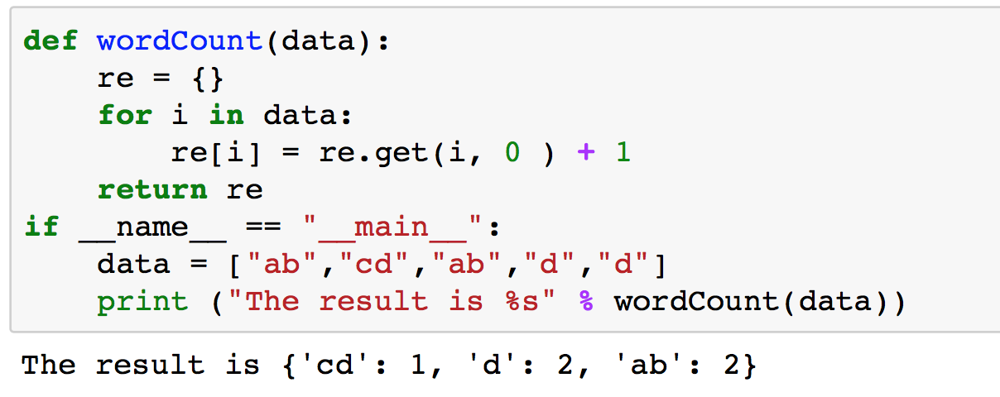 def wordCount(data):
    re = {}
    for i in data:
        re[i] = re.get(i, 0 ) + 1
    return re
if __name__ == "__main__":
    data = ["ab","cd","ab","d","d"]
    print ("The result is %s" % wordCount(data))
The result is {'cd': 1, 'd': 2, 'ab': 2}